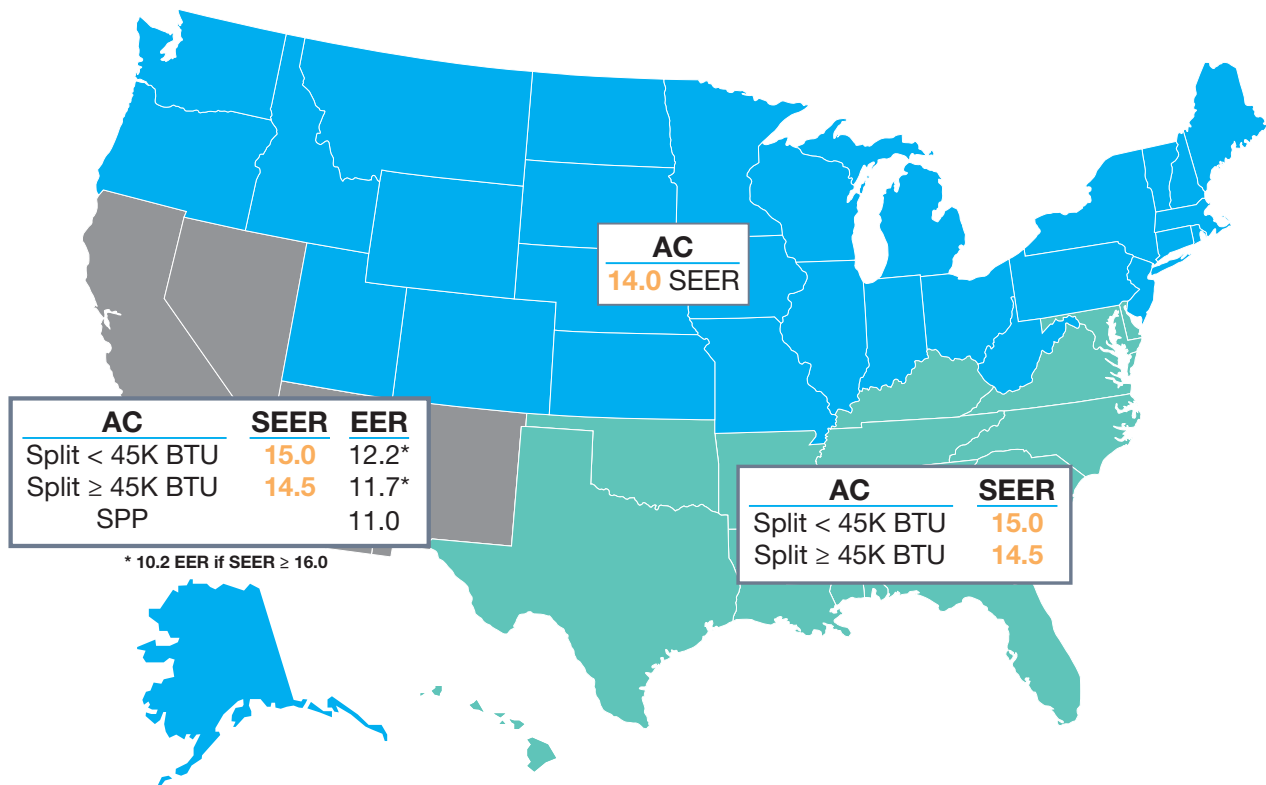 AC
14.0 SEER
AC SEER EER
Split < 45K BTU 15.0 12.2*
Split ≥ 45K BTU 14.5 11.7*
SPP 11.0
* 10.2 EER if SEER ≥ 16.0
AC SEER
Split < 45K BTU 15.0
Split ≥ 45K BTU 14.5